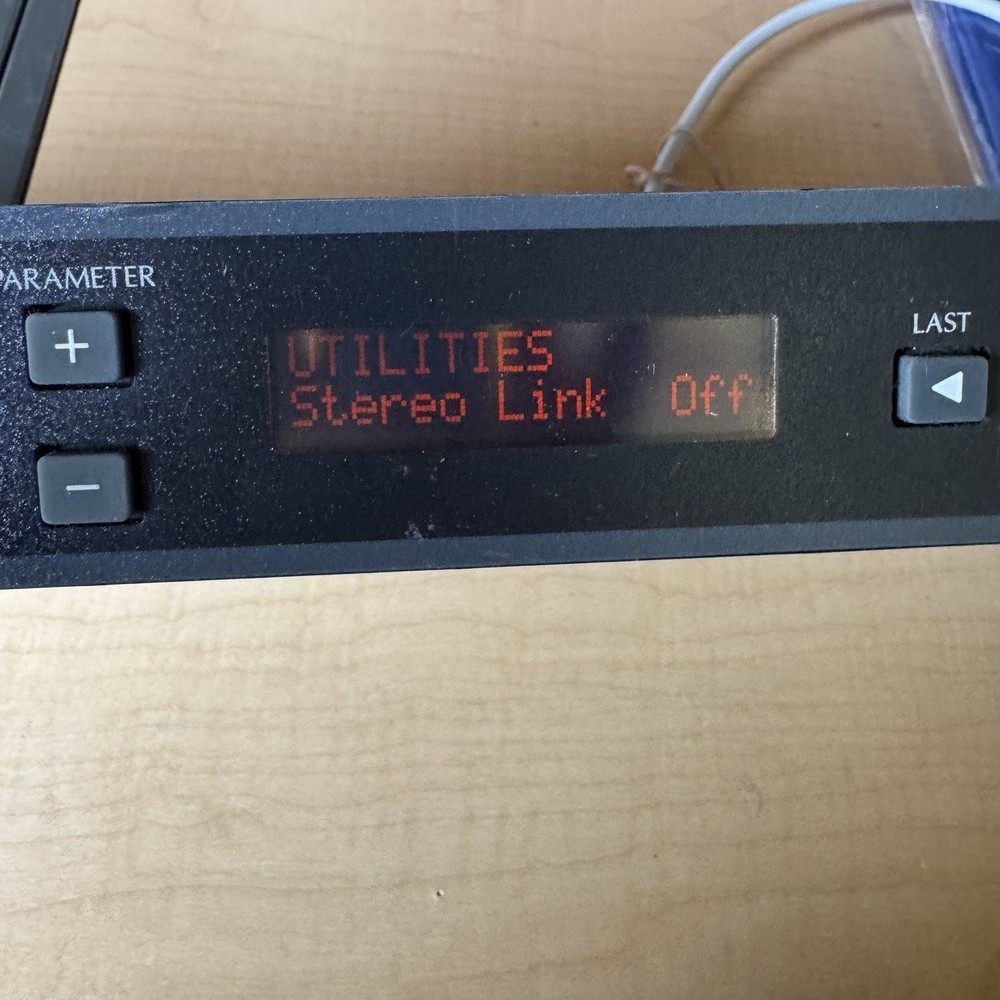 PARAMETER
+
UTILITIES
Stereo Link Off
LAST
−